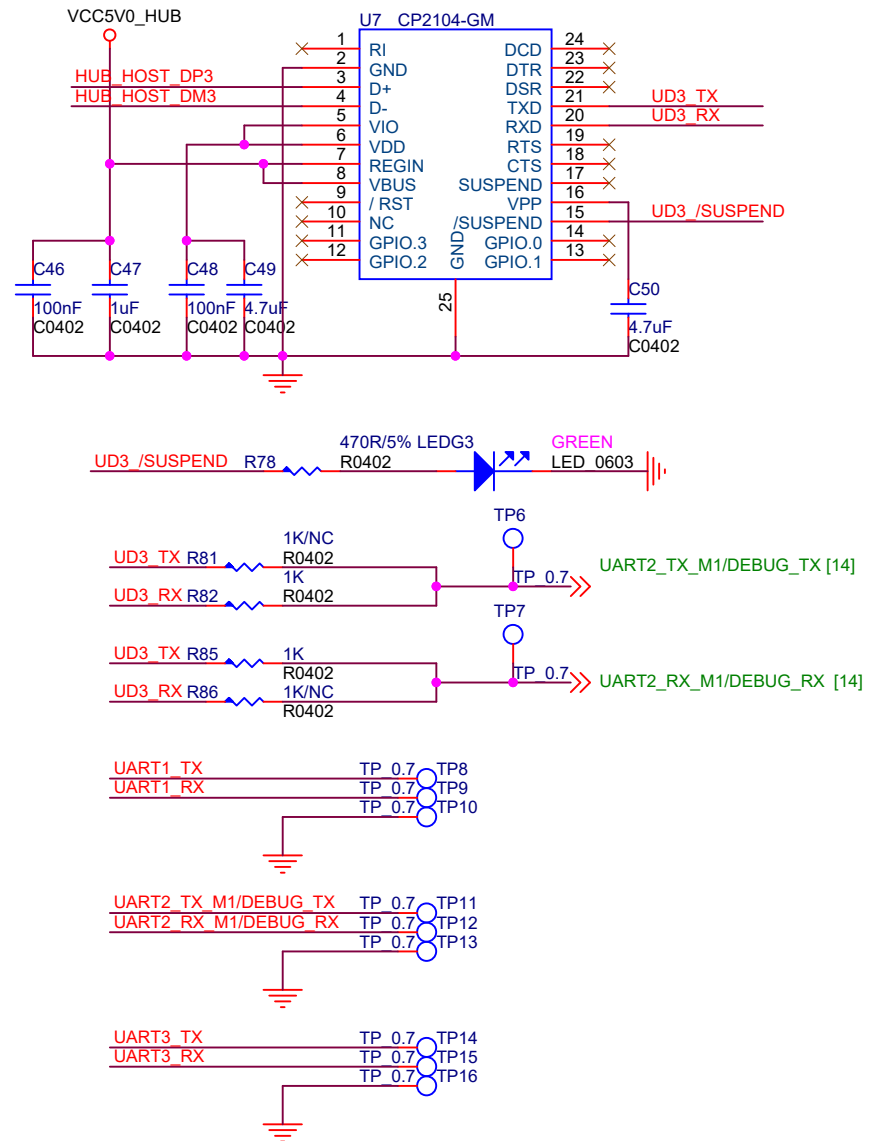 VCC5V0_HUB
U7 CP2104-GM
1 RI DCD 24
2 GND DTR 23
HUB_HOST_DP3 3 D+ DSR 22
HUB_HOST_DM3 4 D- TXD 21 UD3_TX
5 VIO RXD 20 UD3_RX
6 VDD RTS 19
7 REGIN CTS 18
8 VBUS SUSPEND 17
9 / RST VPP 16
10 NC /SUSPEND 15 UD3_/SUSPEND
11 GPIO.3 GPIO.0 14
12 GPIO.2 GPIO.1 13
GND
25
C46 C47 C48 C49 C50
100nF 1uF 100nF 4.7uF 4.7uF
C0402 C0402 C0402 C0402 C0402
470R/5% LEDG3 GREEN
UD3_/SUSPEND R78 R0402 LED_0603
TP6
1K/NC
UD3_TX R81 R0402
TP_0.7 UART2_TX_M1/DEBUG_TX [14]
1K
UD3_RX R82 R0402
TP7
UD3_TX R85 1K
R0402
TP_0.7 UART2_RX_M1/DEBUG_RX [14]
UD3_RX R86 1K/NC
R0402
UART1_TX TP_0.7 TP8
UART1_RX TP_0.7 TP9
TP_0.7 TP10
UART2_TX_M1/DEBUG_TX TP_0.7 TP11
UART2_RX_M1/DEBUG_RX TP_0.7 TP12
TP_0.7 TP13
UART3_TX TP_0.7 TP14
UART3_RX TP_0.7 TP15
TP_0.7 TP16